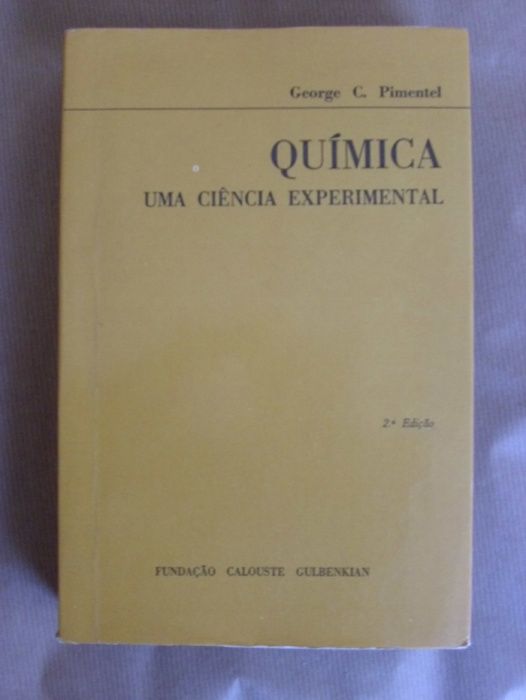 George C. Pimentel
QUÍMICA
UMA CIÊNCIA EXPERIMENTAL
2.ª Edição
FUNDAÇÃO CALOUSTE GULBENKIAN